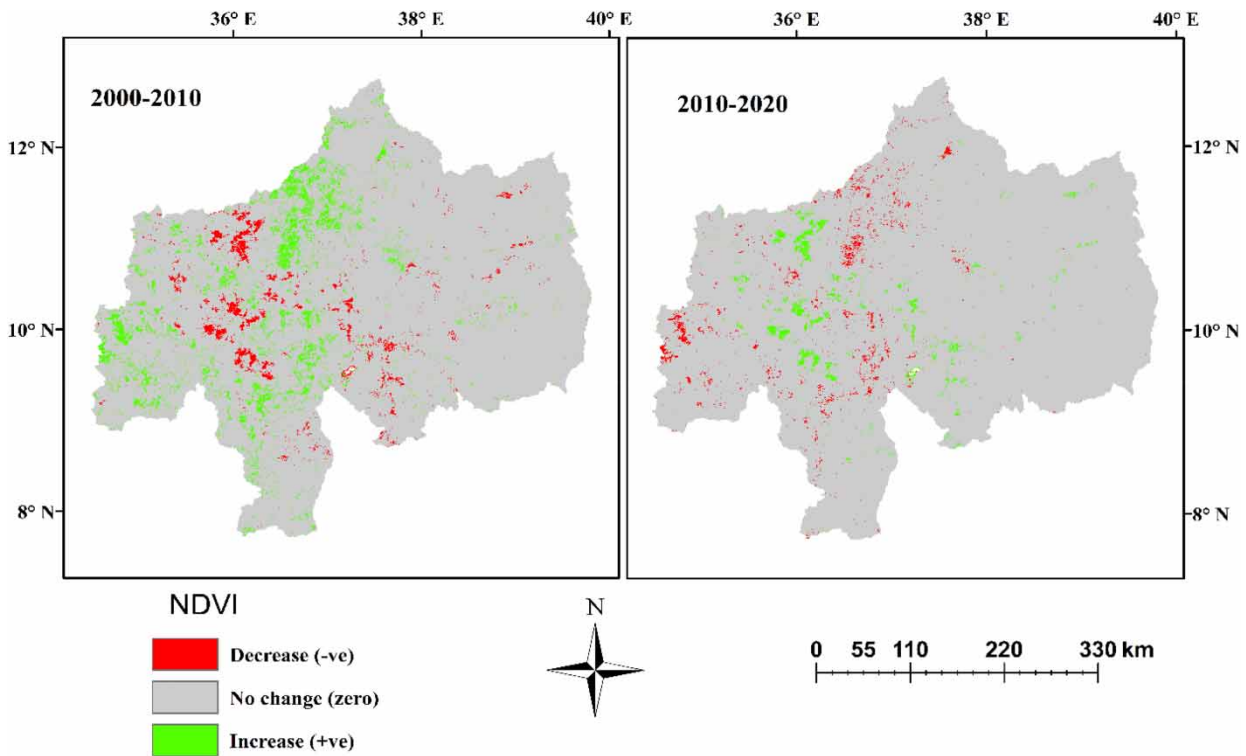 36° E 38° E 40° E 36° E 38° E 40° E
2000-2010 2010-2020
12° N 12° N
10° N 10° N
8° N 8° N
NDVI
Decrease (-ve)
No change (zero)
Increase (+ve)
N
0 55 110 220 330 km